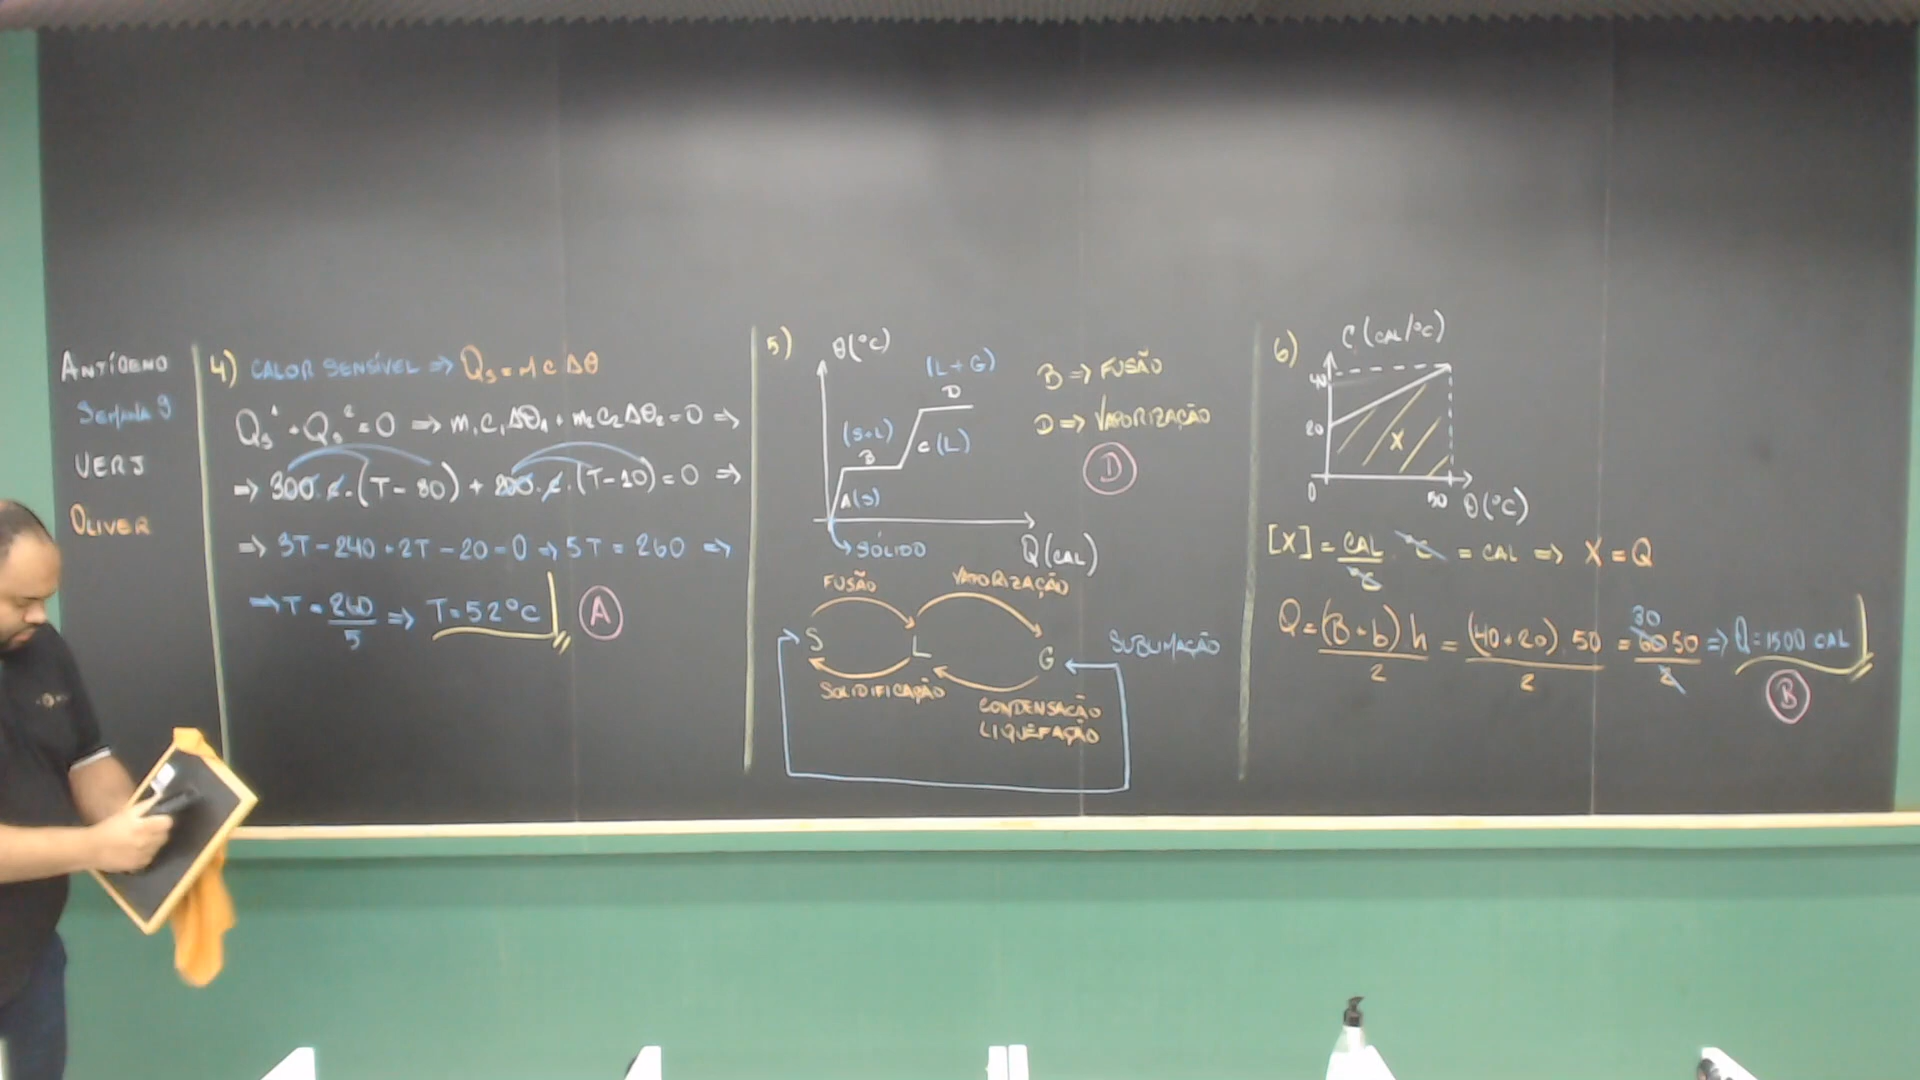 ANTÍGENO
SEMANA 9
UERJ
OLIVER
4) CALOR SENSÍVEL => Qs = m c Δθ
Qs¹ + Qs² = 0 => m₁c₁Δθ₁ + m₂c₂Δθ₂ = 0 =>
=> 300.c.(T-80) + 200.c.(T-10) = 0 =>
=> 3T - 240 + 2T - 20 = 0 => 5T = 260 =>
=> T = 260/5 => T = 52°C
A
5) θ(°C)
(L+G)
D
(S+L)
B
C (L)
A (S)
SÓLIDO
Q(CAL)
B => FUSÃO
D => VAPORIZAÇÃO
D
FUSÃO
VAPORIZAÇÃO
S
L
G
SUBLIMAÇÃO
SOLIDIFICAÇÃO
CONDENSAÇÃO
LIQUEFAÇÃO
6) C (CAL/°C)
40
20
X
0
50
θ(°C)
[X] = CAL/°C . °C = CAL => X = Q
Q = (B+b)h/2 = (40+20).50/2 = 60.50/2 => Q = 1500 CAL
30
B